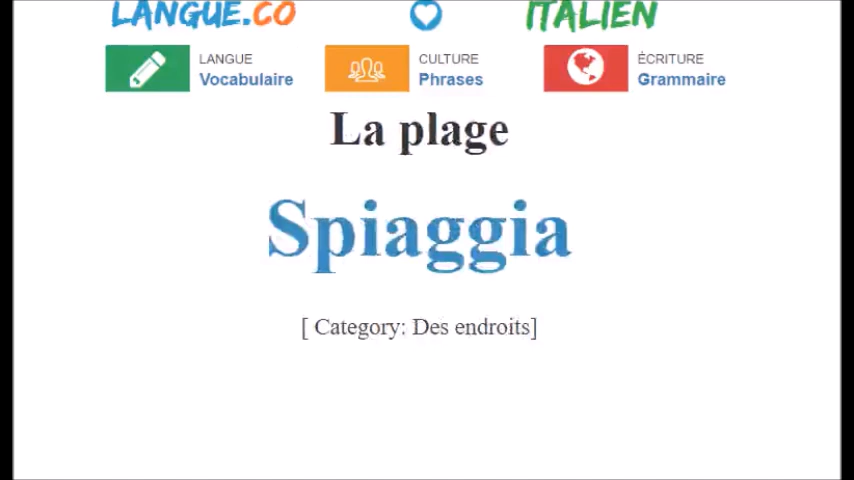 LANGUE.CO ITALIEN
LANGUE CULTURE ÉCRITURE
Vocabulaire Phrases Grammaire
La plage
Spiaggia
[ Category: Des endroits]